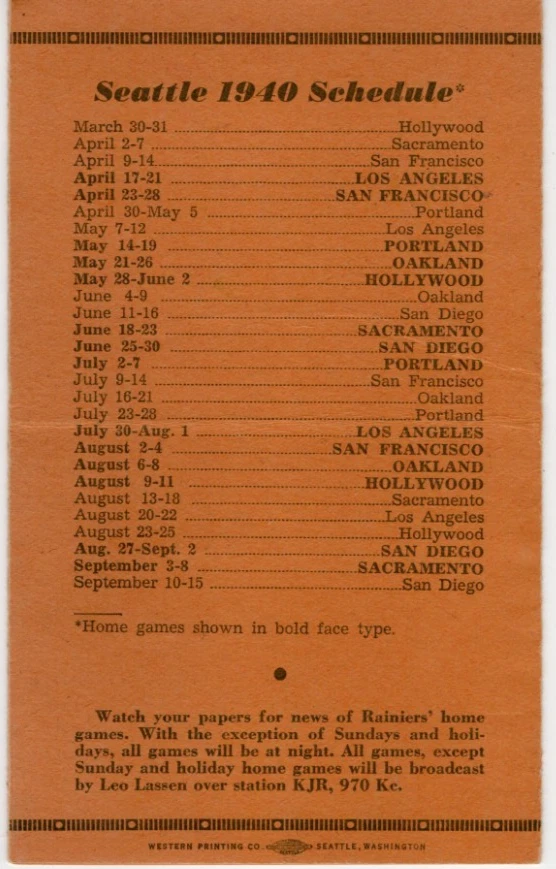 Seattle 1940 Schedule*
March 30-31 ........ Hollywood
April 2-7 ........ Sacramento
April 9-14 ........ San Francisco
April 17-21 ........ LOS ANGELES
April 23-28 ........ SAN FRANCISCO
April 30-May 5 ........ Portland
May 7-12 ........ Los Angeles
May 14-19 ........ PORTLAND
May 21-26 ........ OAKLAND
May 28-June 2 ........ HOLLYWOOD
June 4-9 ........ Oakland
June 11-16 ........ San Diego
June 18-23 ........ SACRAMENTO
June 25-30 ........ SAN DIEGO
July 2-7 ........ PORTLAND
July 9-14 ........ San Francisco
July 16-21 ........ Oakland
July 23-28 ........ Portland
July 30-Aug. 1 ........ LOS ANGELES
August 2-4 ........ SAN FRANCISCO
August 6-8 ........ OAKLAND
August 9-11 ........ HOLLYWOOD
August 13-18 ........ Sacramento
August 20-22 ........ Los Angeles
August 23-25 ........ Hollywood
Aug. 27-Sept. 2 ........ SAN DIEGO
September 3-8 ........ SACRAMENTO
September 10-15 ........ San Diego
*Home games shown in bold face type.
Watch your papers for news of Rainiers' home
games. With the exception of Sundays and holi-
days, all games will be at night. All games, except
Sunday and holiday home games will be broadcast
by Leo Lassen over station KJR, 970 Kc.
WESTERN PRINTING CO. SEATTLE, WASHINGTON